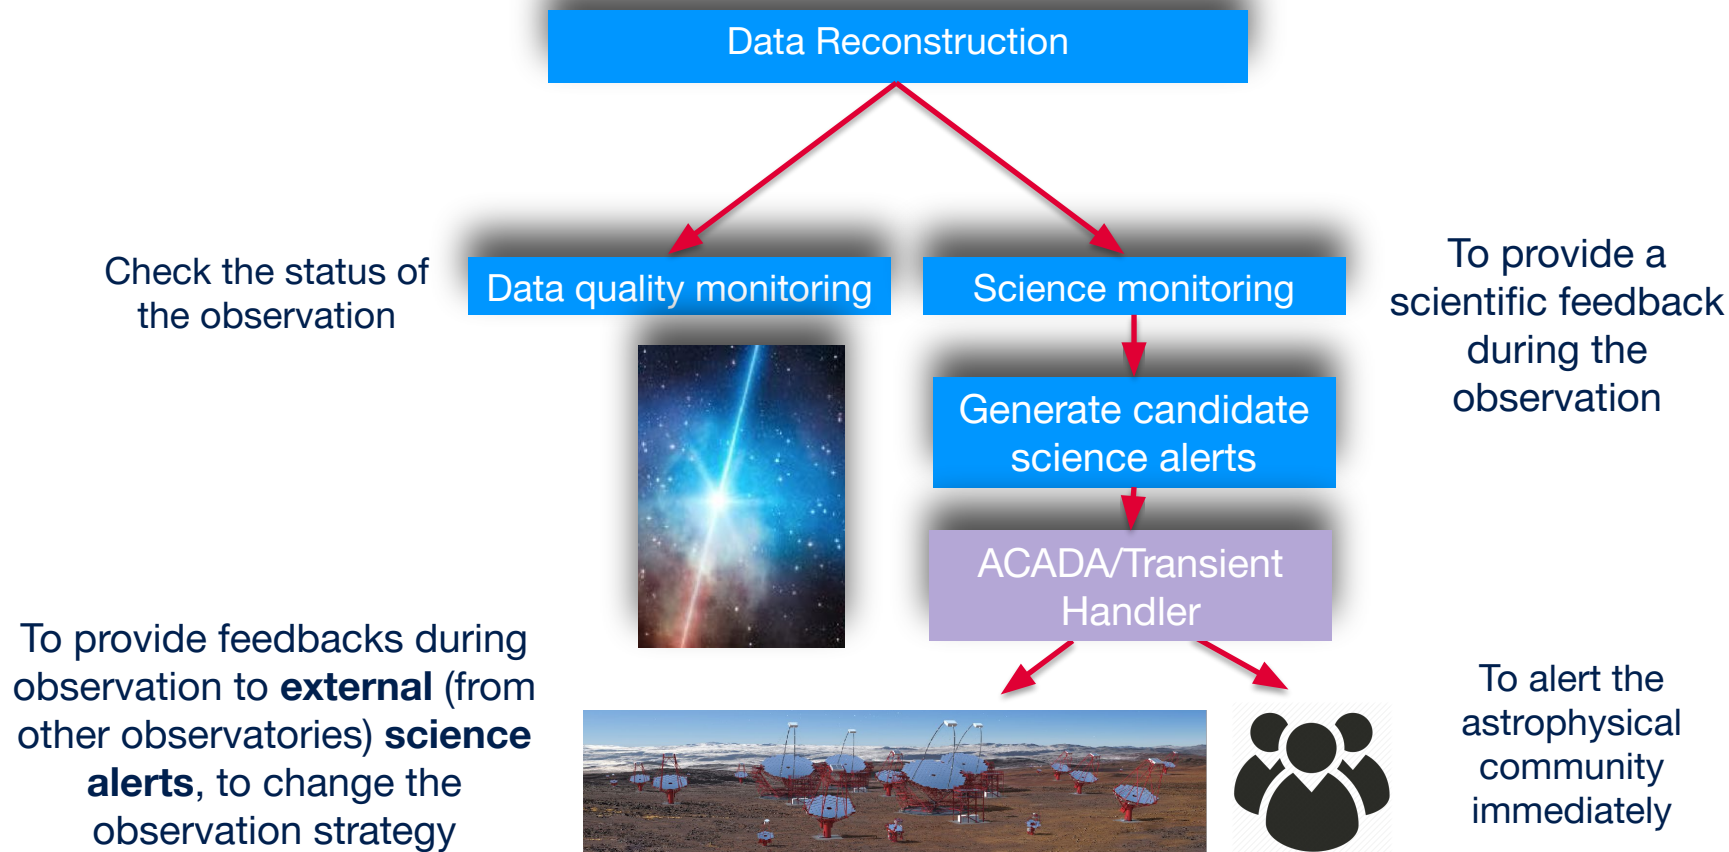 Data Reconstruction
Check the status of
the observation
Data quality monitoring
Science monitoring
To provide a
scientific feedback
during the
observation
Generate candidate
science alerts
ACADA/Transient
Handler
To provide feedbacks during
observation to external (from
other observatories) science
alerts, to change the
observation strategy
To alert the
astrophysical
community
immediately